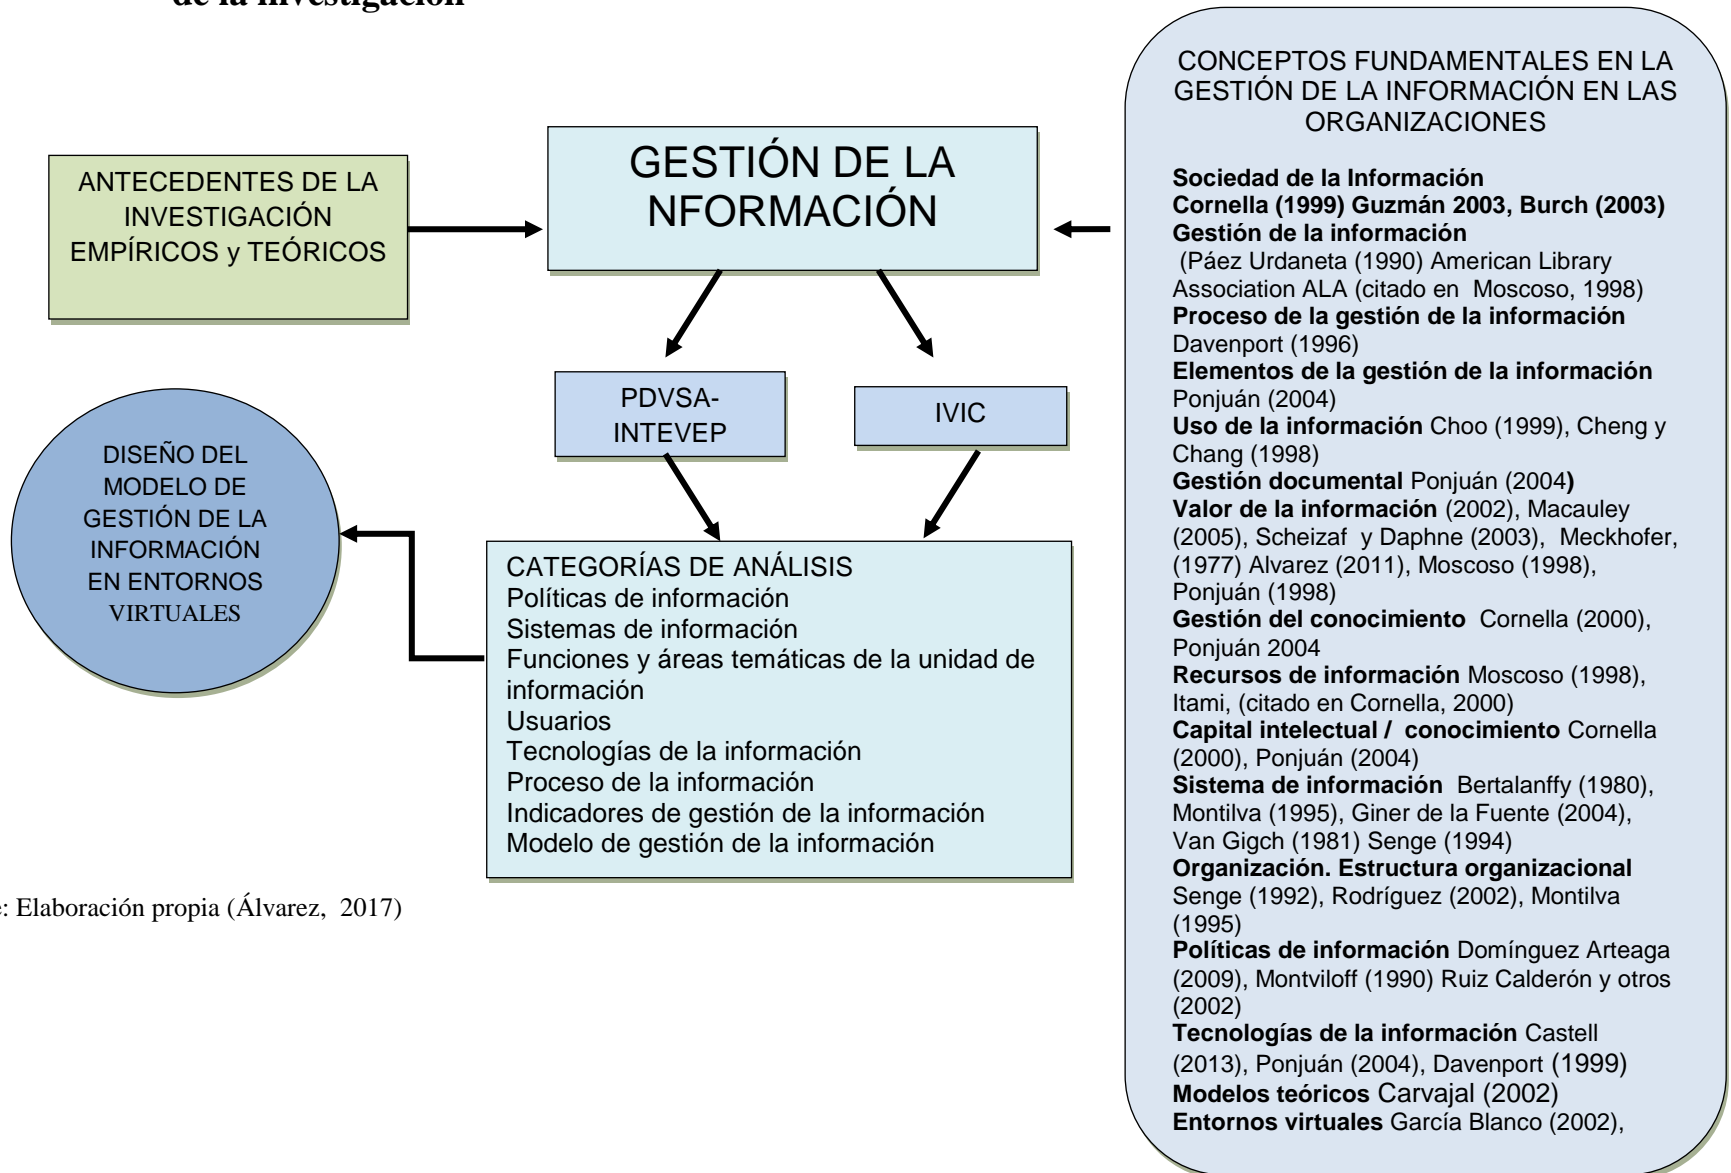 de la investigación
ANTECEDENTES DE LA
INVESTIGACIÓN
EMPÍRICOS y TEÓRICOS
GESTIÓN DE LA
NFORMACIÓN
PDVSA-
INTEVEP
IVIC
DISEÑO DEL
MODELO DE
GESTIÓN DE LA
INFORMACIÓN
EN ENTORNOS
VIRTUALES
CATEGORÍAS DE ANÁLISIS
Políticas de información
Sistemas de información
Funciones y áreas temáticas de la unidad de
información
Usuarios
Tecnologías de la información
Proceso de la información
Indicadores de gestión de la información
Modelo de gestión de la información
: Elaboración propia (Álvarez, 2017)
CONCEPTOS FUNDAMENTALES EN LA
GESTIÓN DE LA INFORMACIÓN EN LAS
ORGANIZACIONES
Sociedad de la Información
Cornella (1999) Guzmán 2003, Burch (2003)
Gestión de la información
(Páez Urdaneta (1990) American Library
Association ALA (citado en Moscoso, 1998)
Proceso de la gestión de la información
Davenport (1996)
Elementos de la gestión de la información
Ponjuán (2004)
Uso de la información Choo (1999), Cheng y
Chang (1998)
Gestión documental Ponjuán (2004)
Valor de la información (2002), Macauley
(2005), Scheizaf y Daphne (2003), Meckhofer,
(1977) Alvarez (2011), Moscoso (1998),
Ponjuán (1998)
Gestión del conocimiento Cornella (2000),
Ponjuán 2004
Recursos de información Moscoso (1998),
Itami, (citado en Cornella, 2000)
Capital intelectual / conocimiento Cornella
(2000), Ponjuán (2004)
Sistema de información Bertalanffy (1980),
Montilva (1995), Giner de la Fuente (2004),
Van Gigch (1981) Senge (1994)
Organización. Estructura organizacional
Senge (1992), Rodríguez (2002), Montilva
(1995)
Políticas de información Domínguez Arteaga
(2009), Montviloff (1990) Ruiz Calderón y otros
(2002)
Tecnologías de la información Castell
(2013), Ponjuán (2004), Davenport (1999)
Modelos teóricos Carvajal (2002)
Entornos virtuales García Blanco (2002),